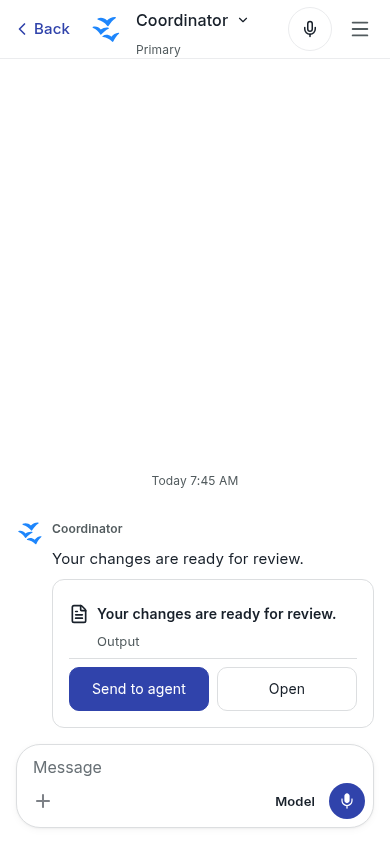 Back
Coordinator
Primary
Today 7:45 AM
Coordinator
Your changes are ready for review.
Your changes are ready for review.
Output
Send to agent
Open
Message
Model